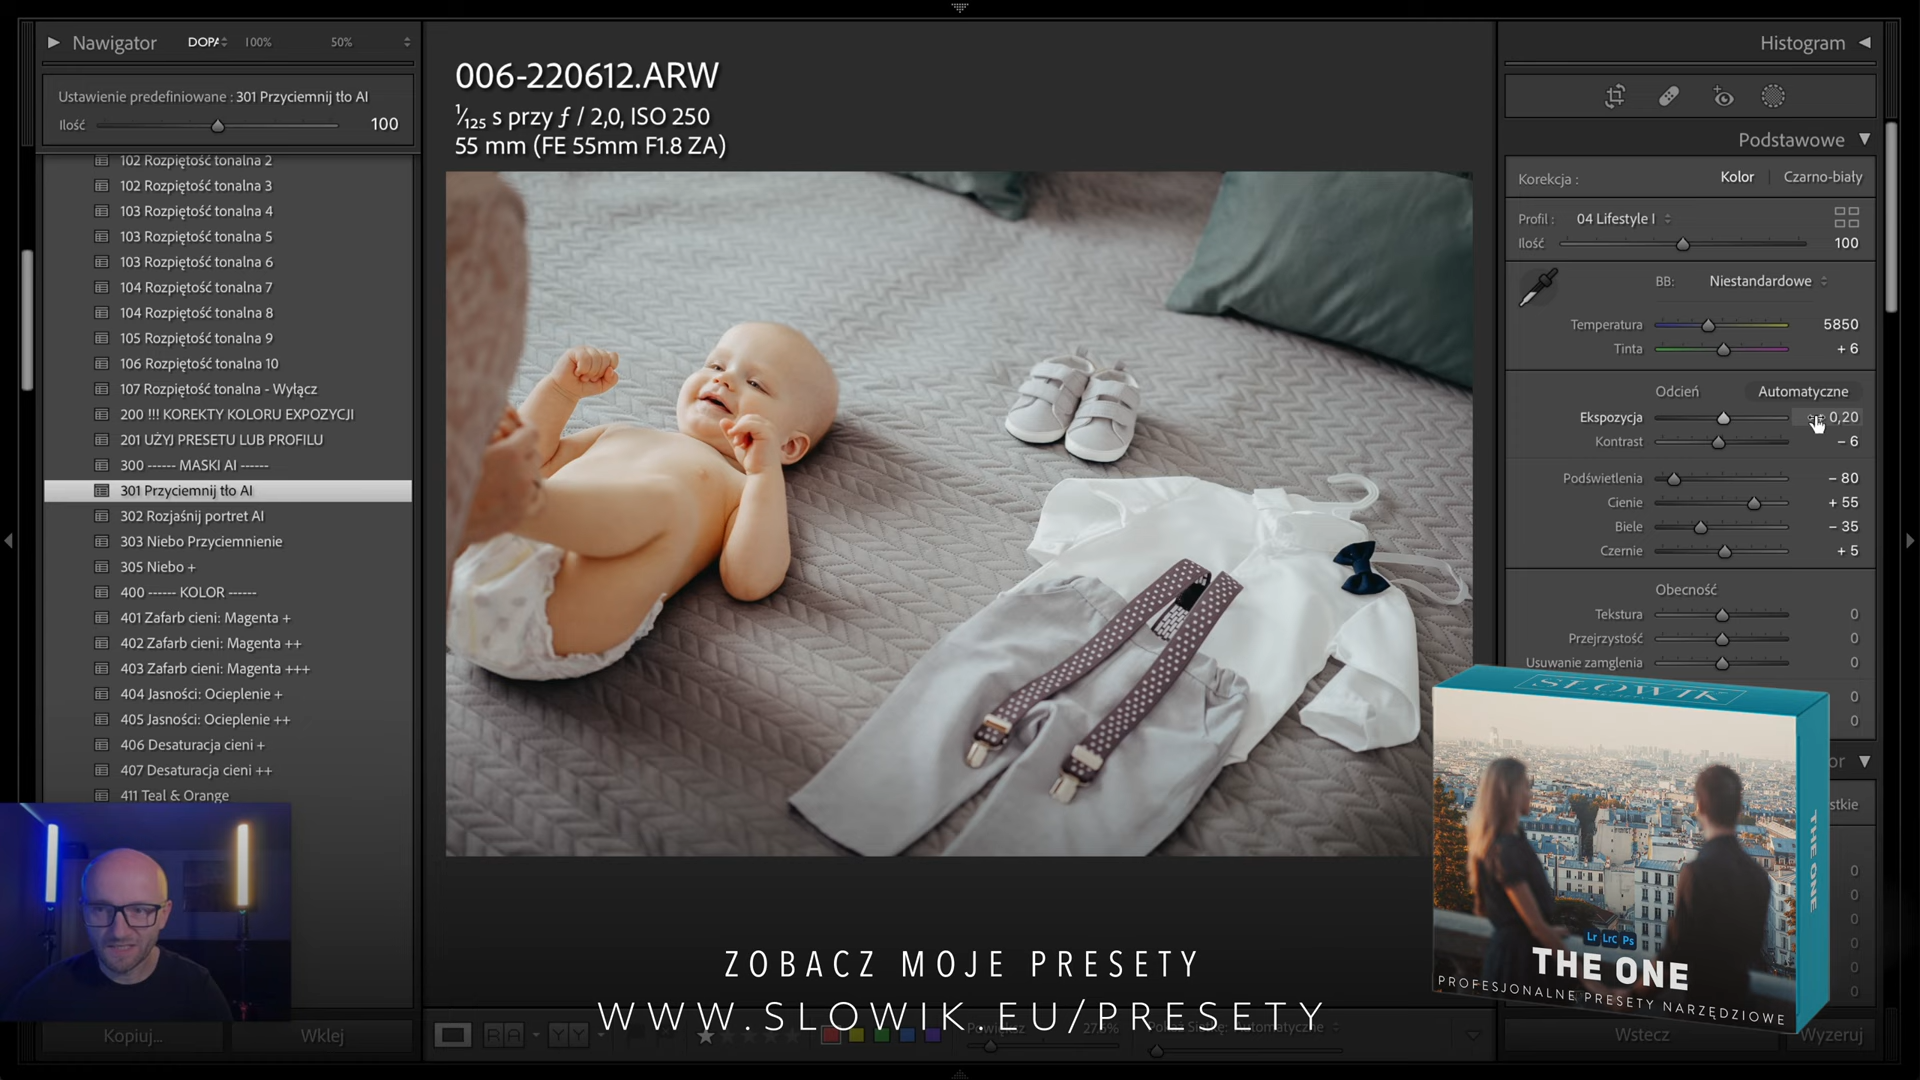 Nawigator DOPA 100% 50%
Ustawienie predefiniowane : 301 Przyciemnij tło AI
Ilość 100
102 Rozpiętość tonalna 2
102 Rozpiętość tonalna 3
103 Rozpiętość tonalna 4
103 Rozpiętość tonalna 5
103 Rozpiętość tonalna 6
104 Rozpiętość tonalna 7
104 Rozpiętość tonalna 8
105 Rozpiętość tonalna 9
106 Rozpiętość tonalna 10
107 Rozpiętość tonalna - Wyłącz
200 !!! KOREKTY KOLORU EKSPOZYCJI
201 UŻYJ PRESETU LUB PROFILU
300 ------ MASKI AI ------
301 Przyciemnij tło AI
302 Rozjaśnij portret AI
303 Niebo Przyciemnienie
305 Niebo +
400 ------ KOLOR ------
401 Zafarb cieni: Magenta +
402 Zafarb cieni: Magenta ++
403 Zafarb cieni: Magenta +++
404 Jasności: Ocieplenie +
405 Jasności: Ocieplenie ++
406 Desaturacja cieni +
407 Desaturacja cieni ++
411 Teal & Orange
Kopiuj... Wklej
006-220612.ARW
1/125 s przy ƒ / 2,0, ISO 250
55 mm (FE 55mm F1.8 ZA)
ZOBACZ MOJE PRESETY
WWW.SLOWIK.EU/PRESETY
Powiększ 27.5% Pokaż Siatkę: Automatyczne
Histogram
Podstawowe
Korekcja : Kolor Czarno-biały
Profil : 04 Lifestyle I
Ilość 100
BB: Niestandardowe
Temperatura 5850
Tinta + 6
Odcień Automatyczne
Ekspozycja 0,20
Kontrast – 6
Podświetlenia – 80
Cienie + 55
Biele – 35
Czernie + 5
Obecność
Tekstura 0
Przejrzystość 0
Usuwanie zamglenia 0
0
0
or
stkie
0
0
0
0
0
0
SLOWIK
THE ONE
Lr LrC Ps
THE ONE
PROFESJONALNE PRESETY NARZĘDZIOWE
Wstecz Wyzeruj